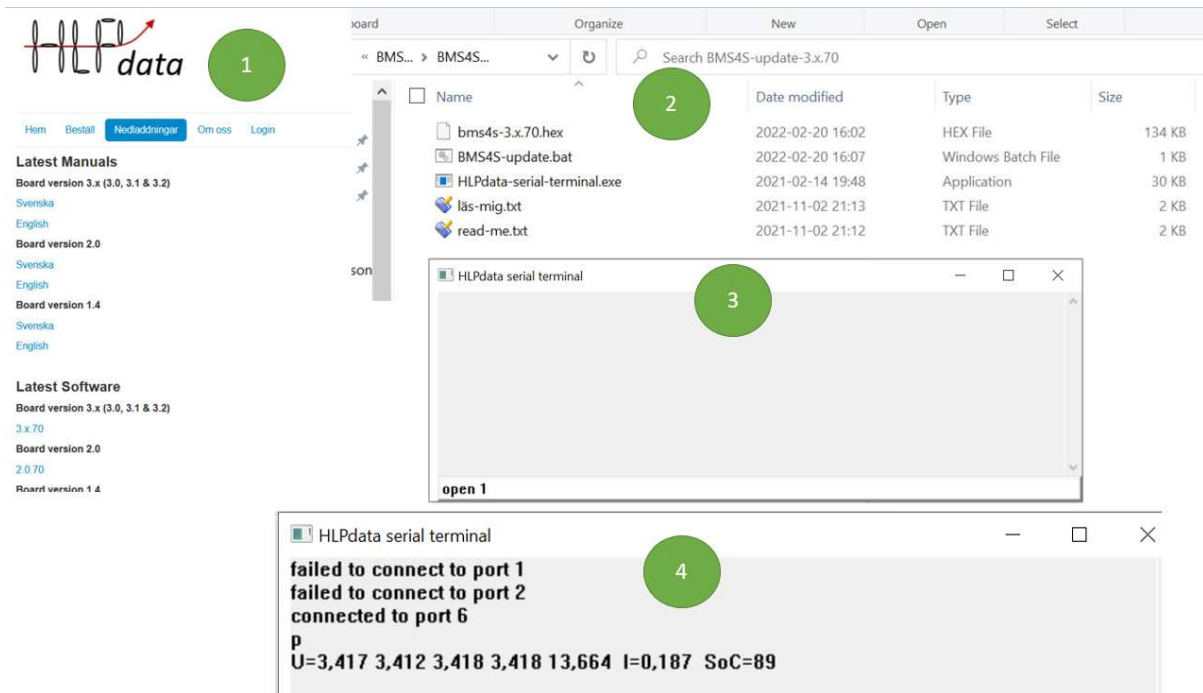 HLP data
1
Hem Beställ Nedladdningar Om oss Login
Latest Manuals
Board version 3.x (3.0, 3.1 & 3.2)
Svenska
English
Board version 2.0
Svenska
English
Board version 1.4
Svenska
English
Latest Software
Board version 3.x (3.0, 3.1 & 3.2)
3.x.70
Board version 2.0
2.0.70
Board version 1.4
oard Organize New Open Select
« BMS... > BMS4S... Search BMS4S-update-3.x.70
2
Name Date modified Type Size
bms4s-3.x.70.hex 2022-02-20 16:02 HEX File 134 KB
BMS4S-update.bat 2022-02-20 16:07 Windows Batch File 1 KB
HLPdata-serial-terminal.exe 2021-02-14 19:48 Application 30 KB
läs-mig.txt 2021-11-02 21:13 TXT File 2 KB
read-me.txt 2021-11-02 21:12 TXT File 2 KB
son
HLPdata serial terminal
3
open 1
HLPdata serial terminal
4
failed to connect to port 1
failed to connect to port 2
connected to port 6
p
U=3,417 3,412 3,418 3,418 13,664 I=0,187 SoC=89